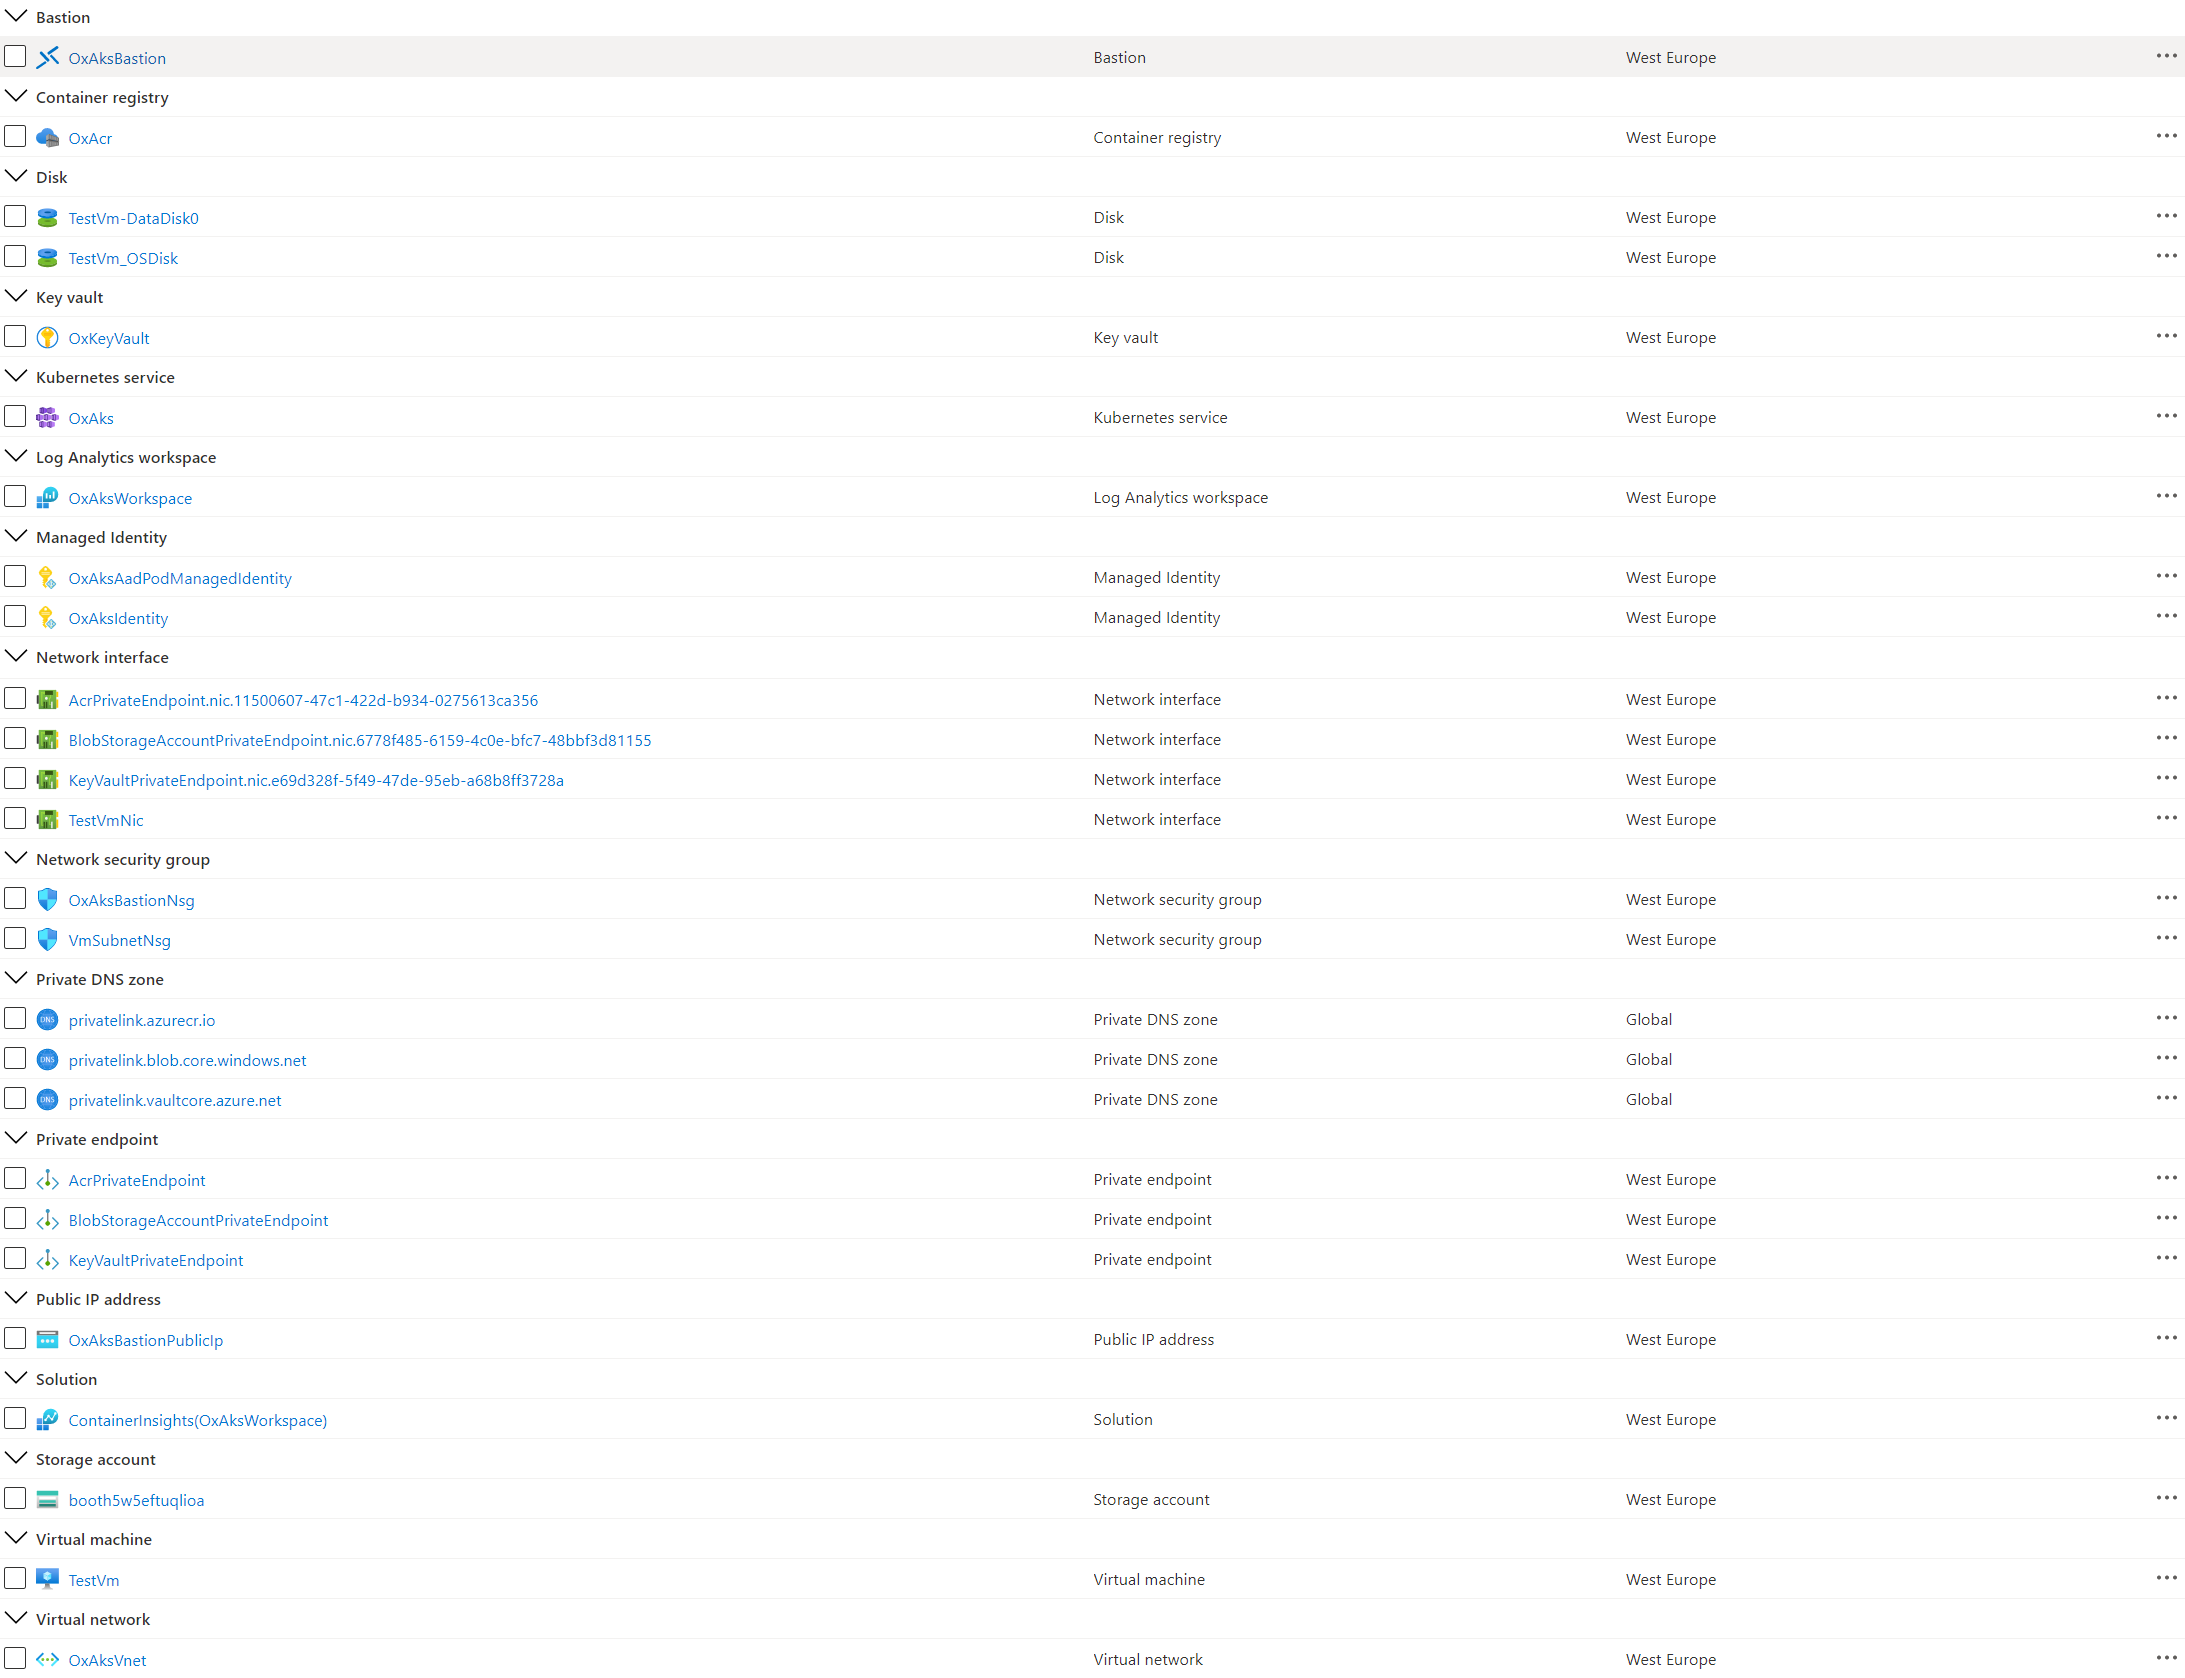 Bastion
OxAksBastion Bastion West Europe
Container registry
OxAcr Container registry West Europe
Disk
TestVm-DataDisk0 Disk West Europe
TestVm_OSDisk Disk West Europe
Key vault
OxKeyVault Key vault West Europe
Kubernetes service
OxAks Kubernetes service West Europe
Log Analytics workspace
OxAksWorkspace Log Analytics workspace West Europe
Managed Identity
OxAksAadPodManagedIdentity Managed Identity West Europe
OxAksIdentity Managed Identity West Europe
Network interface
AcrPrivateEndpoint.nic.11500607-47c1-422d-b934-0275613ca356 Network interface West Europe
BlobStorageAccountPrivateEndpoint.nic.6778f485-6159-4c0e-bfc7-48bbf3d81155 Network interface West Europe
KeyVaultPrivateEndpoint.nic.e69d328f-5f49-47de-95eb-a68b8ff3728a Network interface West Europe
TestVmNic Network interface West Europe
Network security group
OxAksBastionNsg Network security group West Europe
VmSubnetNsg Network security group West Europe
Private DNS zone
DNS privatelink.azurecr.io Private DNS zone Global
DNS privatelink.blob.core.windows.net Private DNS zone Global
DNS privatelink.vaultcore.azure.net Private DNS zone Global
Private endpoint
AcrPrivateEndpoint Private endpoint West Europe
BlobStorageAccountPrivateEndpoint Private endpoint West Europe
KeyVaultPrivateEndpoint Private endpoint West Europe
Public IP address
OxAksBastionPublicIp Public IP address West Europe
Solution
ContainerInsights(OxAksWorkspace) Solution West Europe
Storage account
booth5w5eftuqlioa Storage account West Europe
Virtual machine
TestVm Virtual machine West Europe
Virtual network
OxAksVnet Virtual network West Europe